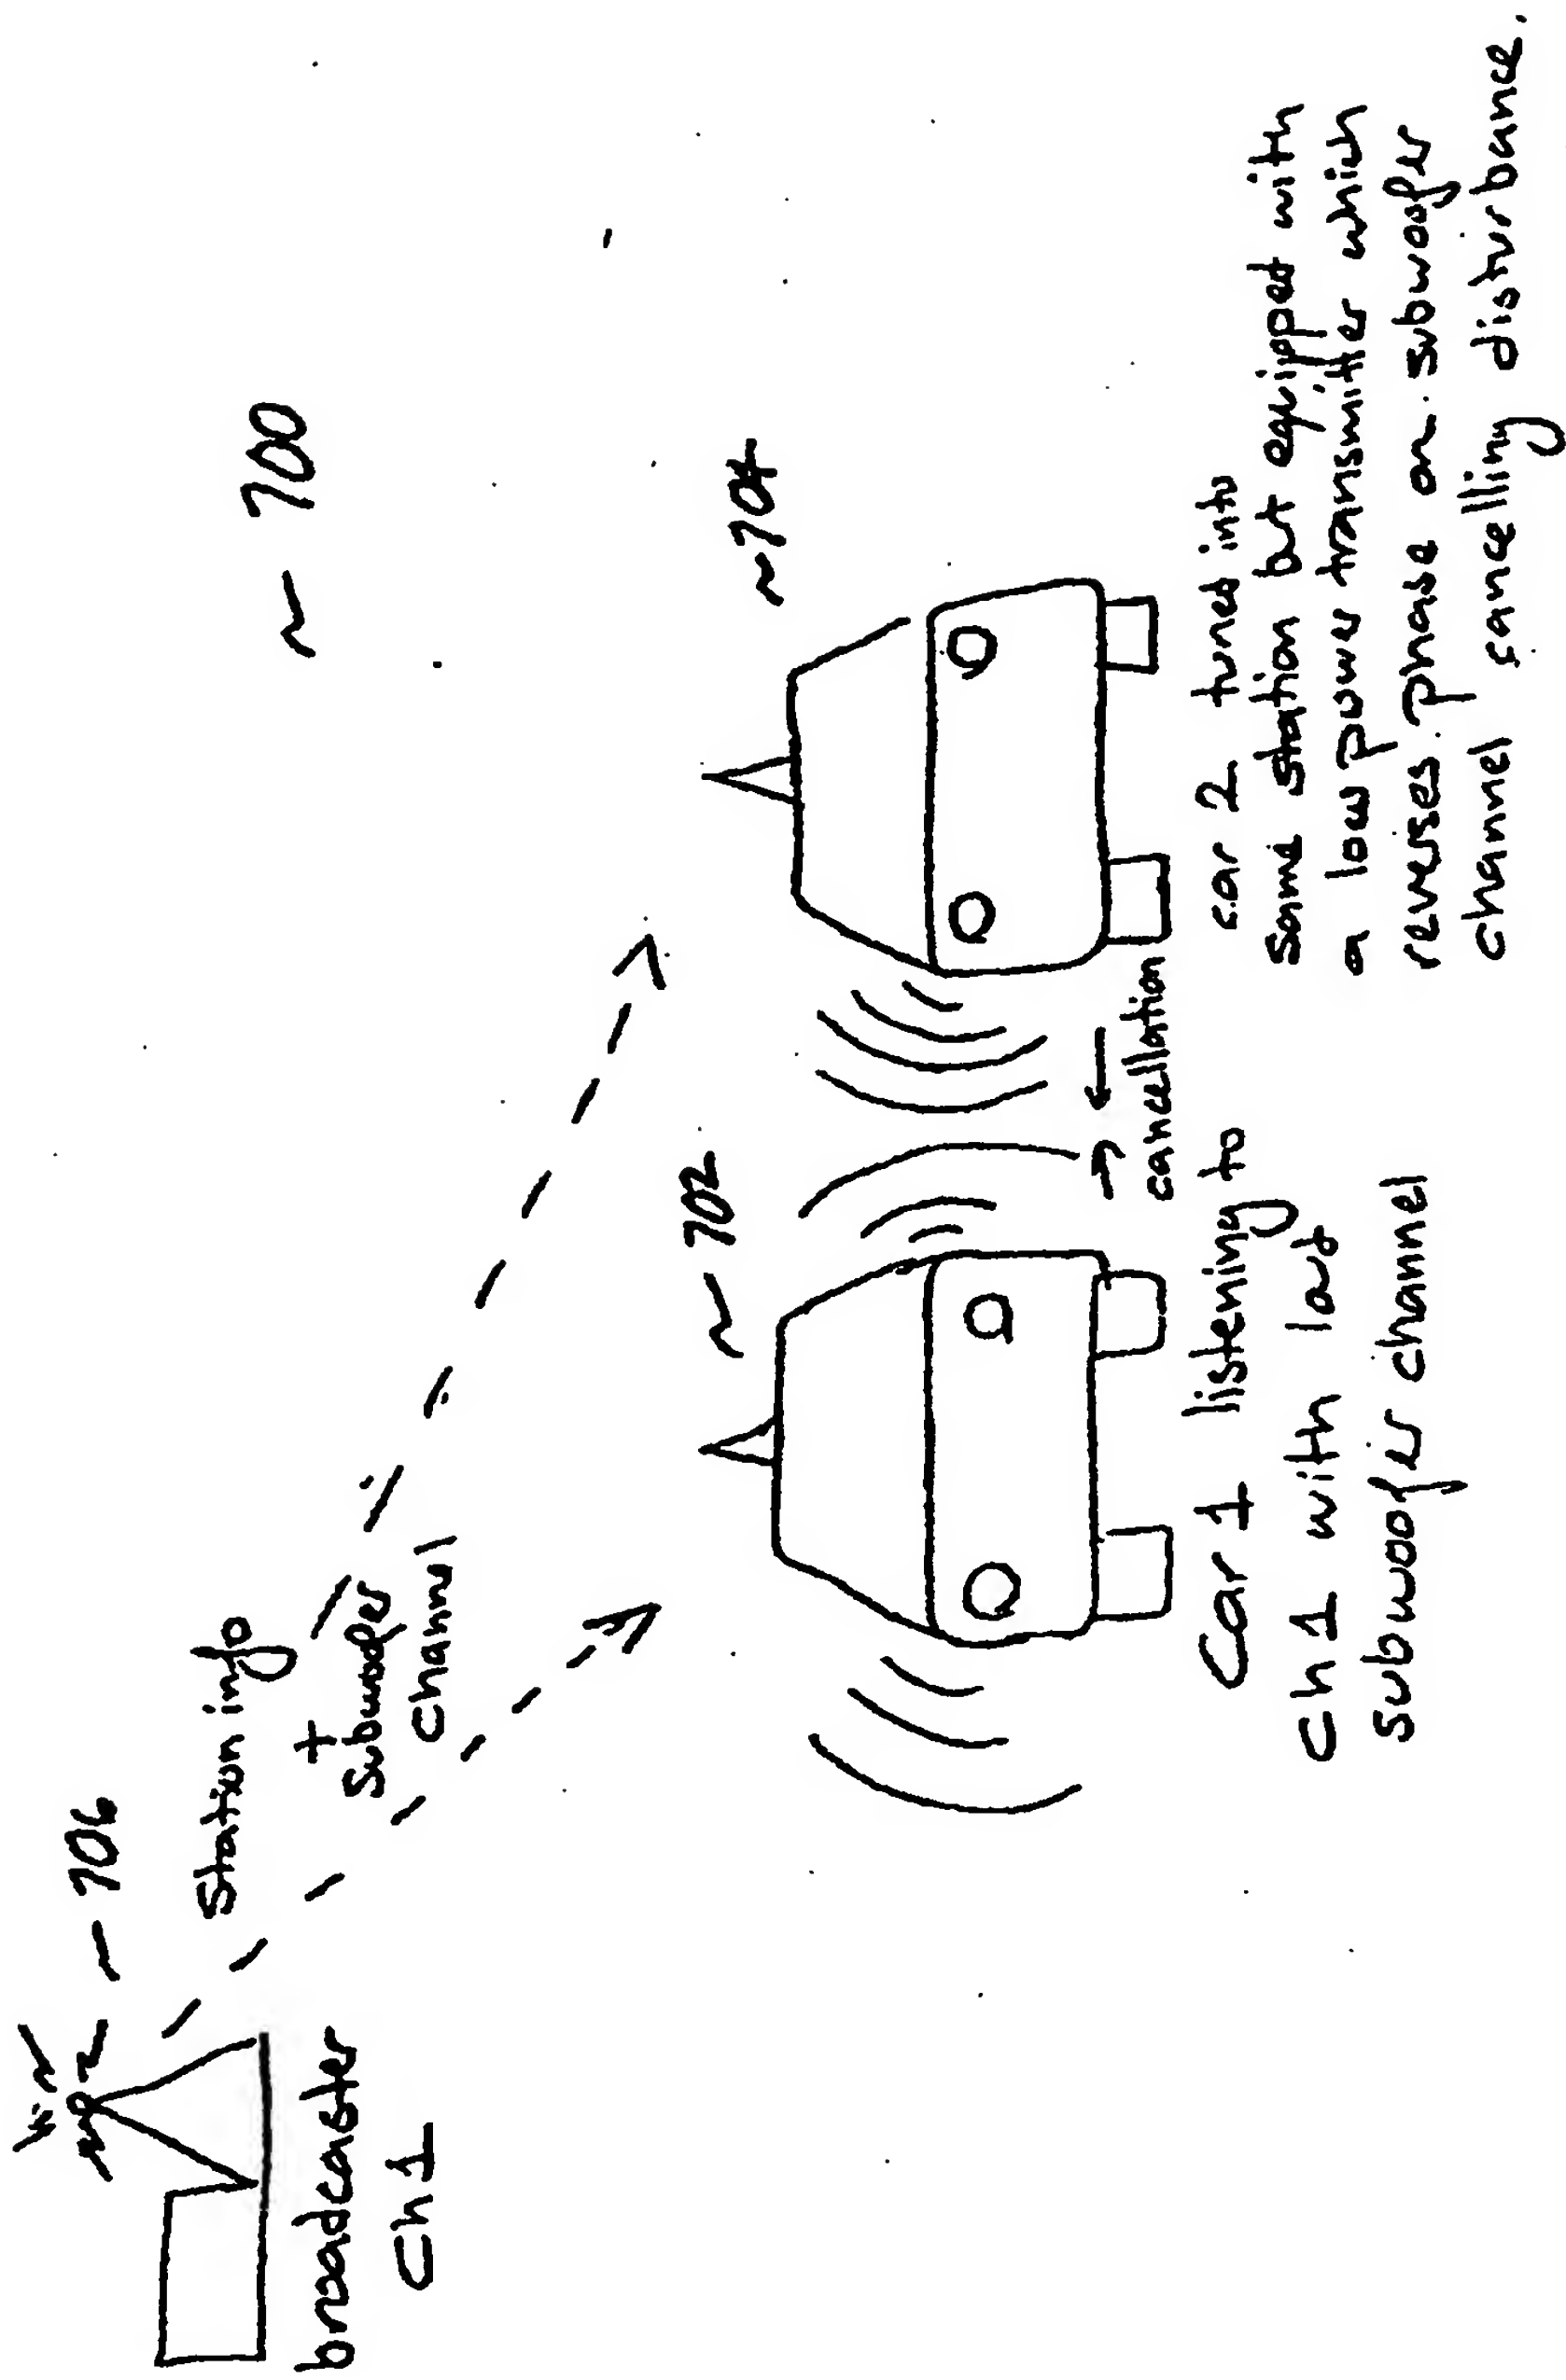 ~ 700
~ 706
Station info
+
subwoofer
channel
broadcaster
Ch 1
~ 702
~ 704
→ ←
cancellation
Car 1 listening to
Ch 1 with loud
subwoofer channel
car 2 tunes into
same station but equipped with
a low power transmitter which
reverses phase on subwoofer
channel cancelling disturbance.